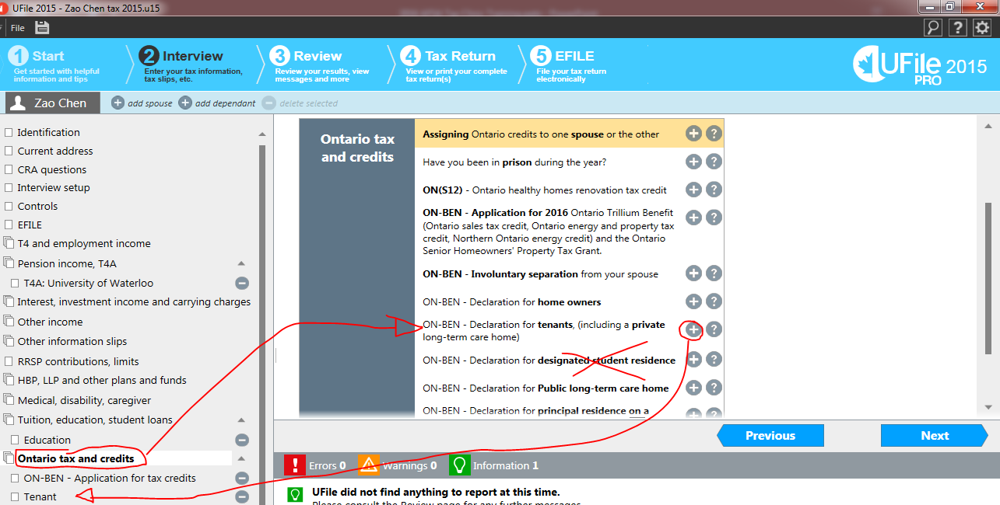 UFile 2015 - Zao Chen tax 2015.u15
File
?
1 Start
Get started with helpful
information and tips
2 Interview
Enter your tax information,
tax slips, etc.
3 Review
Review your results, view
messages and more
4 Tax Return
View or print your complete
tax return(s)
5 EFILE
File your tax return
electronically
UFile 2015
PRO
Zao Chen
add spouse
add dependant
delete selected
Identification
Current address
CRA questions
Interview setup
Controls
EFILE
T4 and employment income
Pension income, T4A
T4A: University of Waterloo
Interest, investment income and carrying charges
Other income
Other information slips
RRSP contributions, limits
HBP, LLP and other plans and funds
Medical, disability, caregiver
Tuition, education, student loans
Education
Ontario tax and credits
ON-BEN - Application for tax credits
Tenant
Ontario tax
and credits
Assigning Ontario credits to one spouse or the other
Have you been in prison during the year?
ON(S12) - Ontario healthy homes renovation tax credit
ON-BEN - Application for 2016 Ontario Trillium Benefit
(Ontario sales tax credit, Ontario energy and property tax
credit, Northern Ontario energy credit) and the Ontario
Senior Homeowners' Property Tax Grant.
ON-BEN - Involuntary separation from your spouse
ON-BEN - Declaration for home owners
ON-BEN - Declaration for tenants, (including a private
long-term care home)
ON-BEN - Declaration for designated student residence
ON-BEN - Declaration for Public long-term care home
ON-BEN - Declaration for principal residence on a
Previous
Next
Errors 0
Warnings 0
Information 1
UFile did not find anything to report at this time.
Please consult the Review page for any further messages.